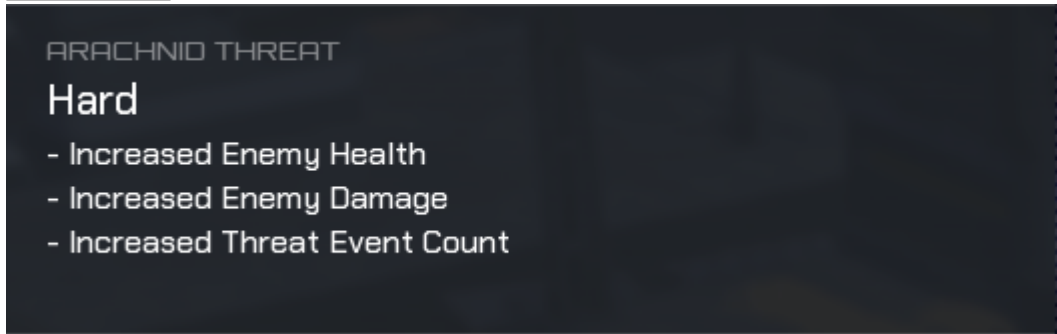 ARACHNID THREAT
Hard
- Increased Enemy Health
- Increased Enemy Damage
- Increased Threat Event Count